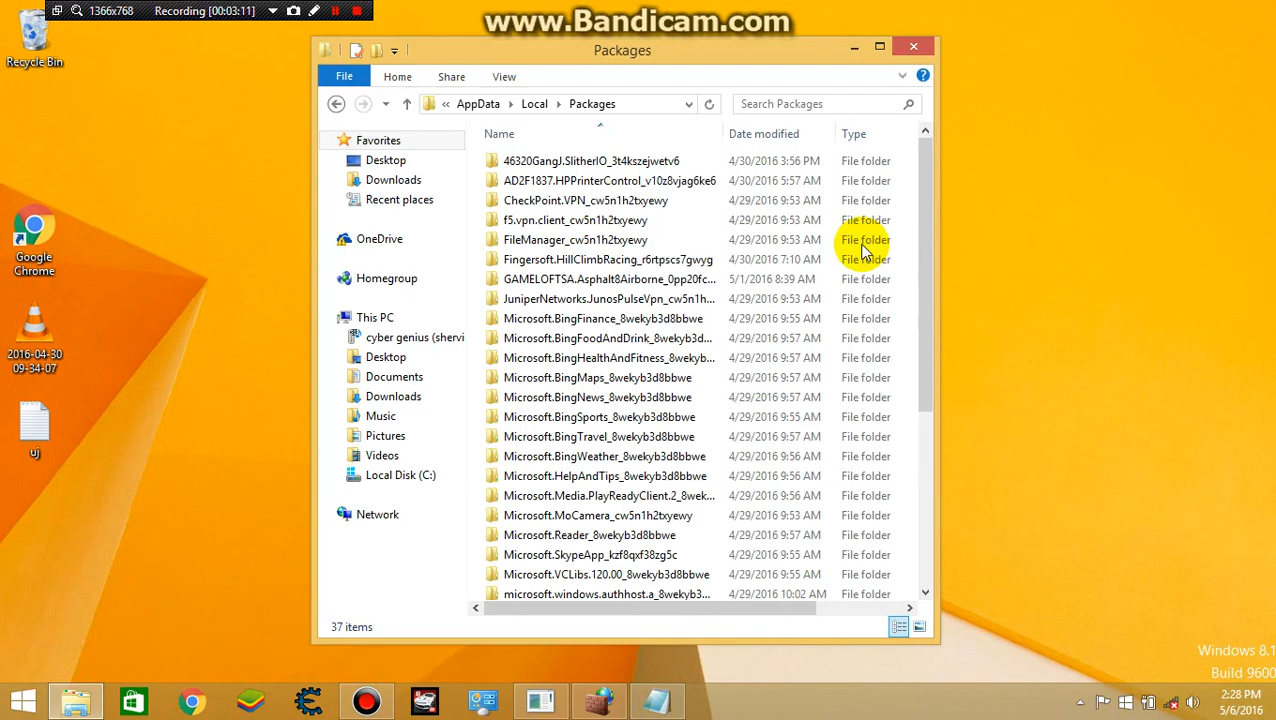 1366x768 Recording [00:03:11]
www.Bandicam.com
Recycle Bin
Google Chrome
2016-04-30 09-34-07
uj
Packages
File Home Share View
« AppData Local Packages
Search Packages
Name Date modified Type
Favorites
Desktop
Downloads
Recent places
OneDrive
Homegroup
This PC
cyber genius (shervi
Desktop
Documents
Downloads
Music
Pictures
Videos
Local Disk (C:)
Network
46320GangJ.SlitherIO_3t4kszejwetv6 4/30/2016 3:56 PM File folder
AD2F1837.HPPrinterControl_v10z8vjag6ke6 4/30/2016 5:57 AM File folder
CheckPoint.VPN_cw5n1h2txyewy 4/29/2016 9:53 AM File folder
f5.vpn.client_cw5n1h2txyewy 4/29/2016 9:53 AM File folder
FileManager_cw5n1h2txyewy 4/29/2016 9:53 AM File folder
Fingersoft.HillClimbRacing_r6rtpscs7gwyg 4/30/2016 7:10 AM File folder
GAMELOFTSA.Asphalt8Airborne_0pp20fc... 5/1/2016 8:39 AM File folder
JuniperNetworks.JunosPulseVpn_cw5n1h... 4/29/2016 9:53 AM File folder
Microsoft.BingFinance_8wekyb3d8bbwe 4/29/2016 9:53 AM File folder
Microsoft.BingFoodAndDrink_8wekyb3d... 4/29/2016 9:57 AM File folder
Microsoft.BingHealthAndFitness_8wekyb... 4/29/2016 9:57 AM File folder
Microsoft.BingMaps_8wekyb3d8bbwe 4/29/2016 9:57 AM File folder
Microsoft.BingNews_8wekyb3d8bbwe 4/29/2016 9:57 AM File folder
Microsoft.BingSports_8wekyb3d8bbwe 4/29/2016 9:55 AM File folder
Microsoft.BingTravel_8wekyb3d8bbwe 4/29/2016 9:57 AM File folder
Microsoft.BingWeather_8wekyb3d8bbwe 4/29/2016 9:56 AM File folder
Microsoft.HelpAndTips_8wekyb3d8bbwe 4/29/2016 9:56 AM File folder
Microsoft.Media.PlayReadyClient.2_8wek... 4/29/2016 9:56 AM File folder
Microsoft.MoCamera_cw5n1h2txyewy 4/29/2016 9:53 AM File folder
Microsoft.Reader_8wekyb3d8bbwe 4/29/2016 9:56 AM File folder
Microsoft.SkypeApp_kzf8qxf38zg5c 4/29/2016 9:55 AM File folder
Microsoft.VCLibs.120.00_8wekyb3d8bbwe 4/29/2016 9:55 AM File folder
microsoft.windows.authhost.a_8wekyb3... 4/29/2016 10:02 AM File folder
37 items
Windows 8.1
Build 9600
2:28 PM
5/6/2016